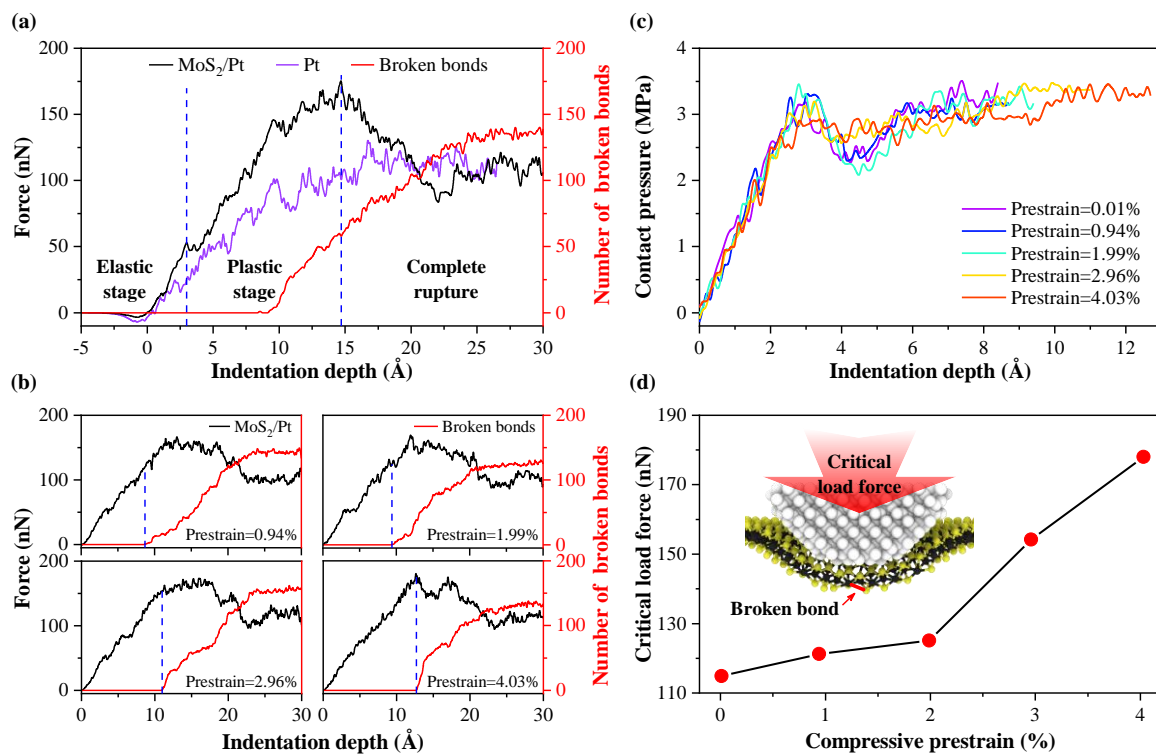 (a)
200
150
100
50
0
Force (nN)
MoS₂/Pt
Pt
Broken bonds
Elastic
stage
Plastic
stage
Complete
rupture
200
150
100
50
0
Number of broken bonds
-5 0 5 10 15 20 25 30
Indentation depth (Å)
(b)
200
100
0
MoS₂/Pt
Prestrain=0.94%
Broken bonds
Prestrain=1.99%
200
100
0
200
100
0
Force (nN)
Prestrain=2.96%
Prestrain=4.03%
200
100
0
Number of broken bonds
0 10 20 30 0 10 20 30
Indentation depth (Å)
(c)
4
3
2
1
0
Contact pressure (MPa)
Prestrain=0.01%
Prestrain=0.94%
Prestrain=1.99%
Prestrain=2.96%
Prestrain=4.03%
0 2 4 6 8 10 12
Indentation depth (Å)
(d)
190
170
150
130
110
Critical load force (nN)
Critical
load force
Broken bond
0 1 2 3 4
Compressive prestrain (%)